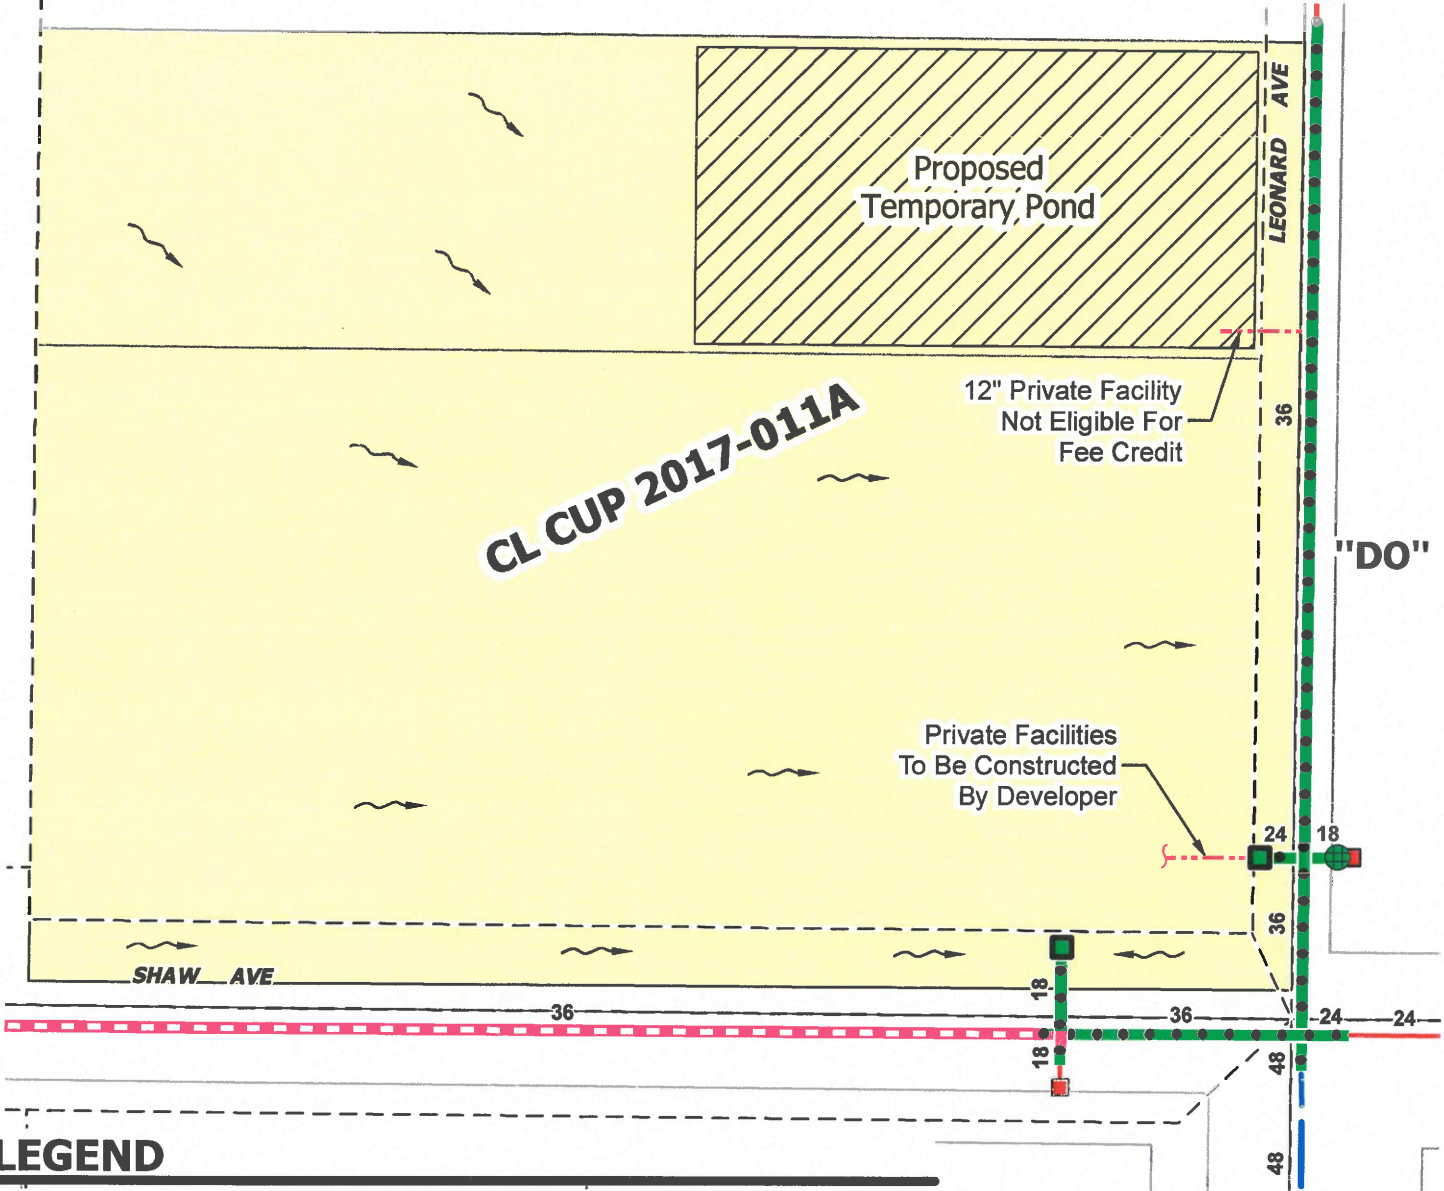 LEONARD AVE
Proposed
Temporary Pond
12" Private Facility
Not Eligible For
Fee Credit
36
CL CUP 2017-011A
"DO"
Private Facilities
To Be Constructed
By Developer
24
18
36
SHAW AVE
18
36
36
24
24
18
48
LEGEND
48